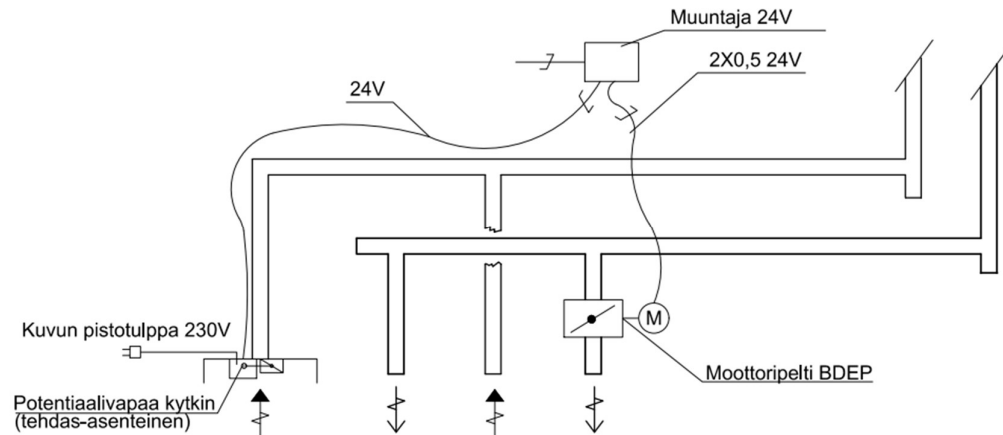 Muuntaja 24V
2X0,5 24V
24V
Kuvun pistotulppa 230V
M
Moottoripelti BDEP
Potentiaalivapaa kytkin
(tehdas-asenteinen)